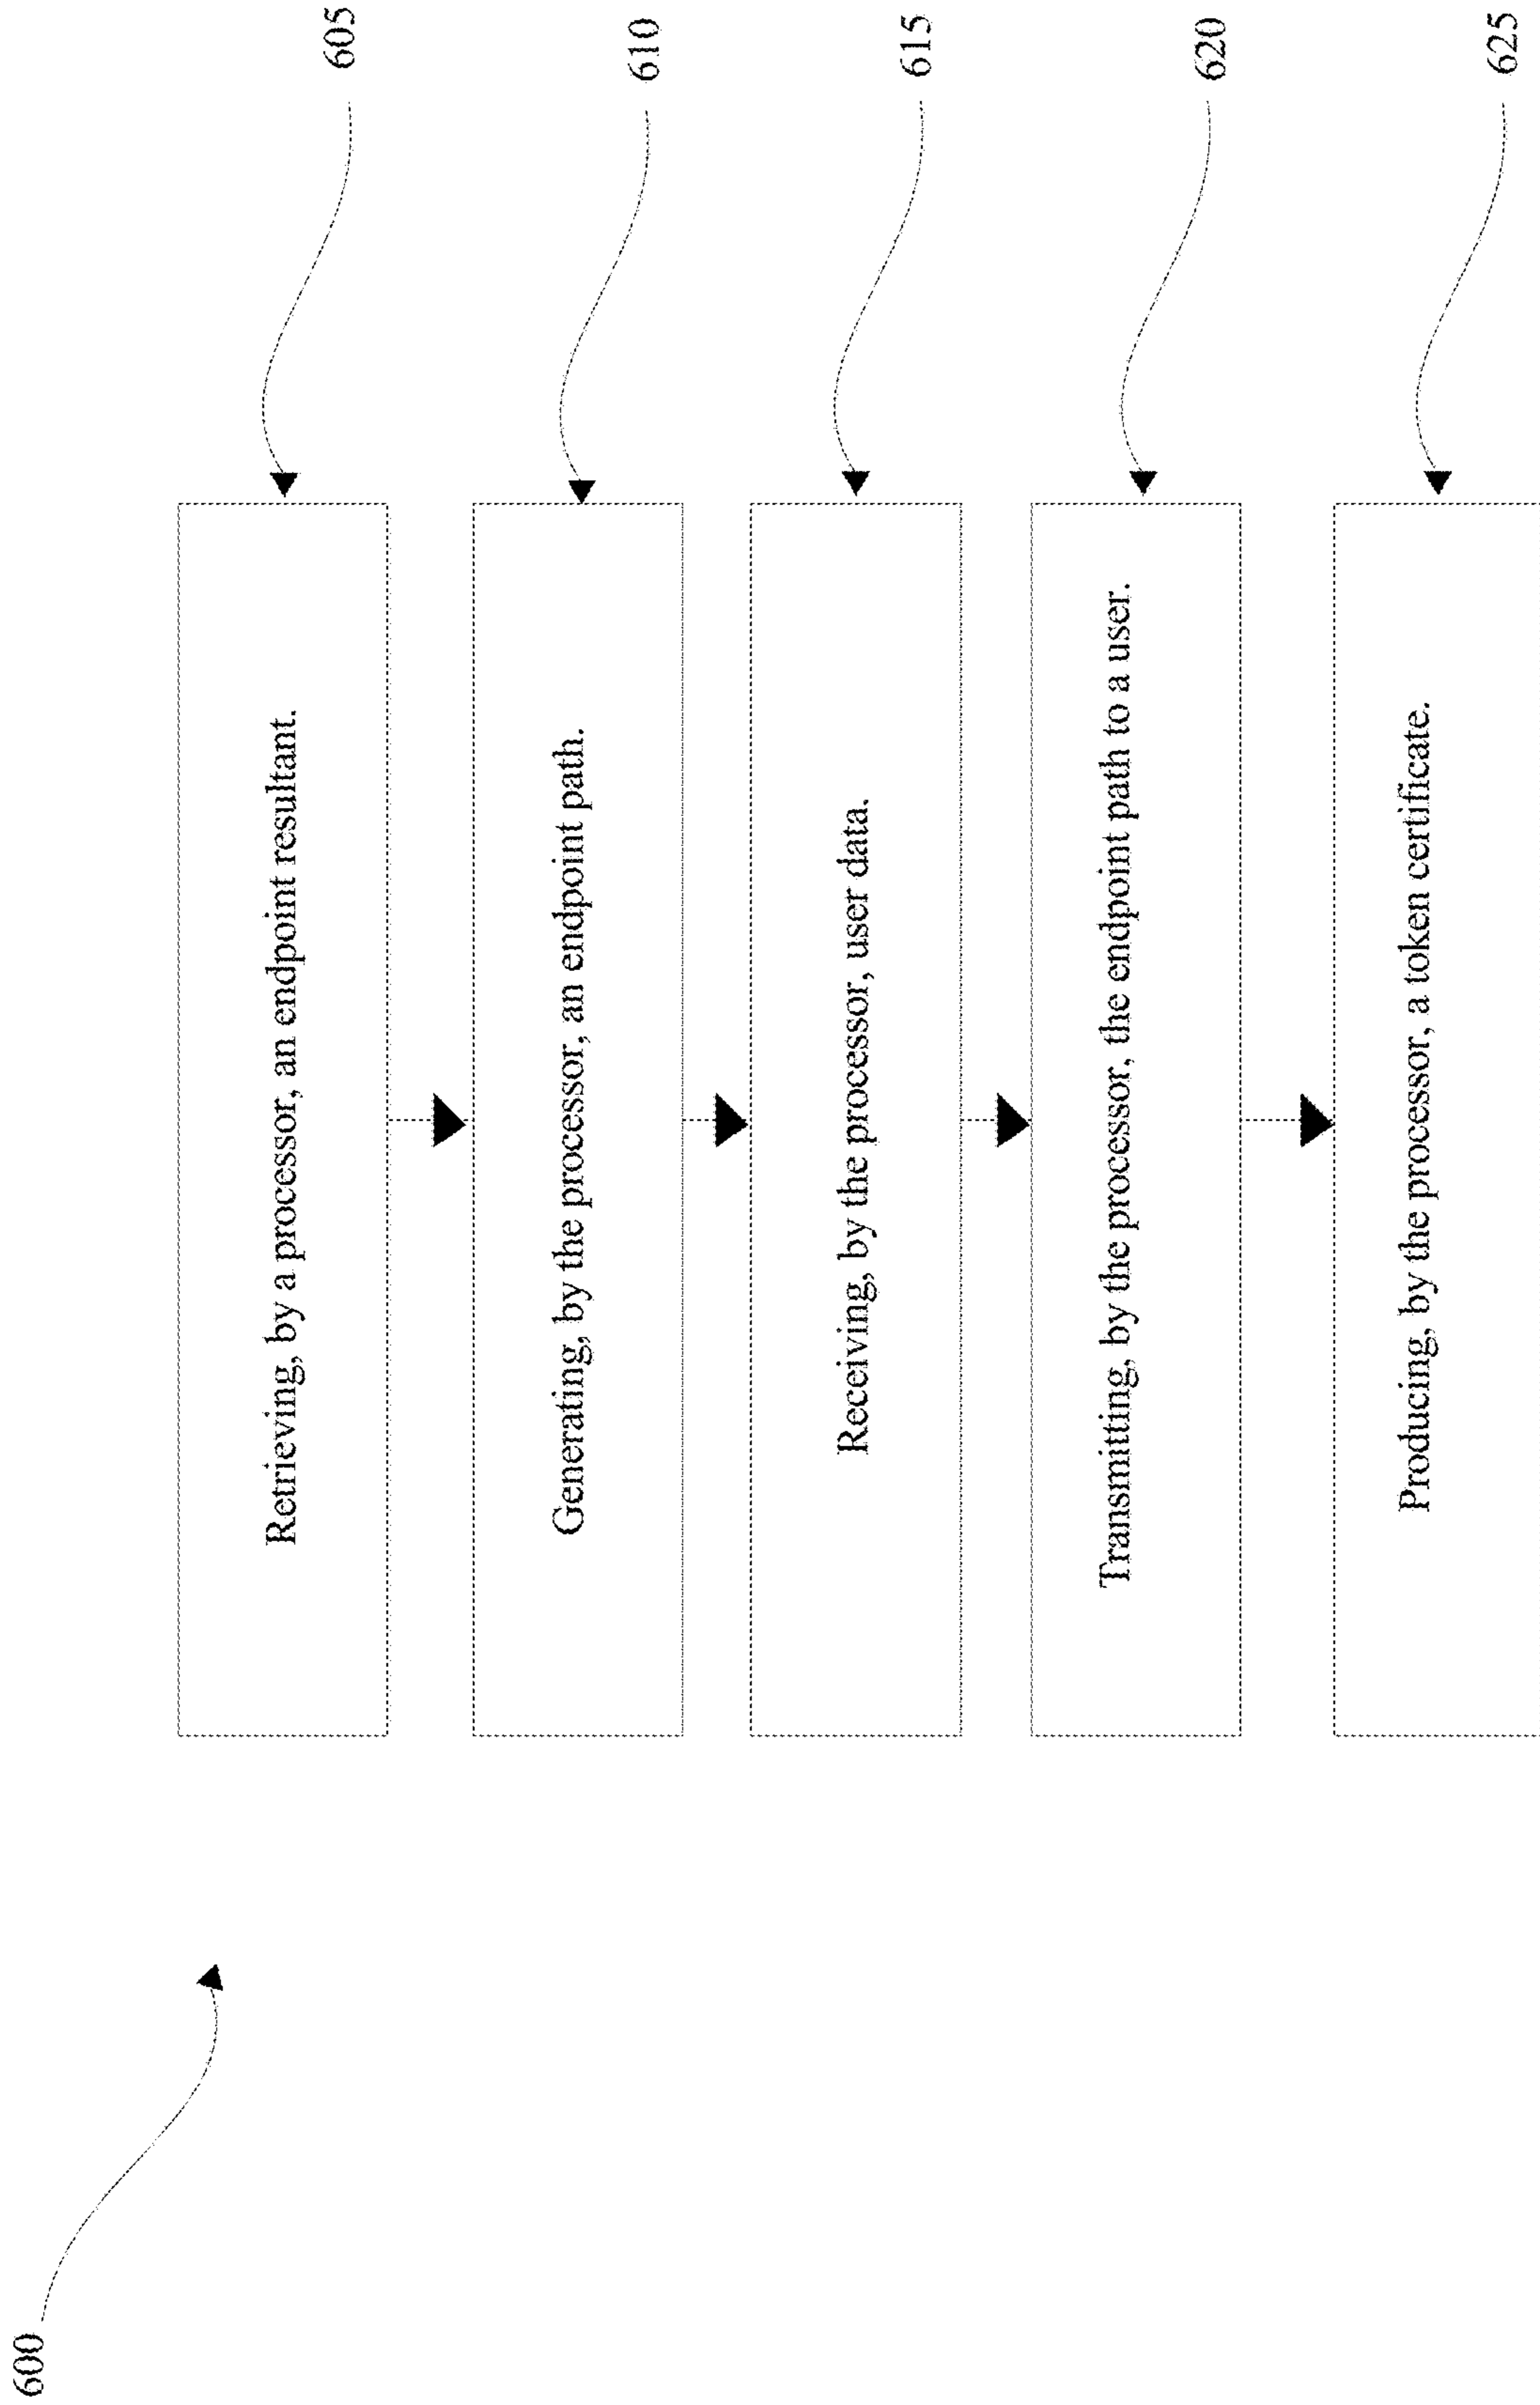 600
Retrieving, by a processor, an endpoint resultant.
605
Generating, by the processor, an endpoint path.
610
Receiving, by the processor, user data.
615
Transmitting, by the processor, the endpoint path to a user.
620
Producing, by the processor, a token certificate.
625